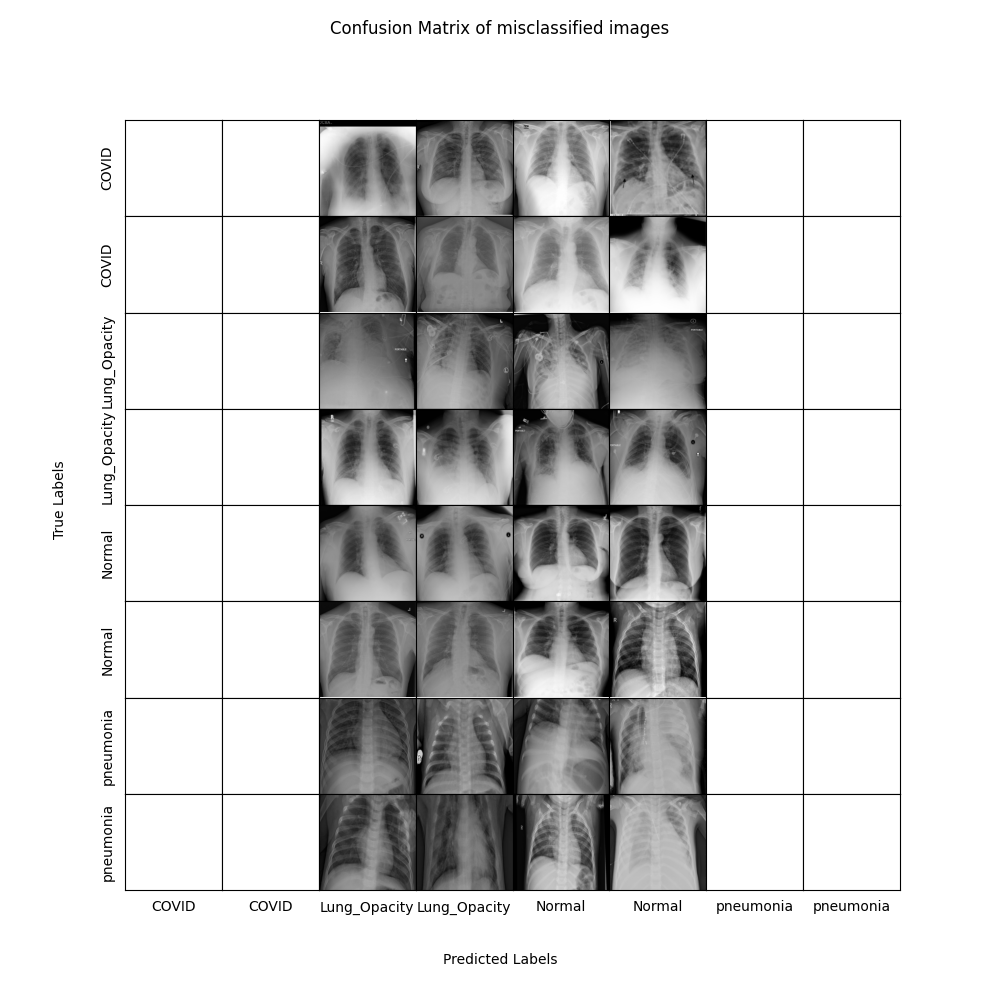 Confusion Matrix of misclassified images
True Labels
COVID
COVID
Lung_Opacity
Lung_Opacity
Normal
Normal
pneumonia
pneumonia
COVID COVID Lung_Opacity Lung_Opacity Normal Normal pneumonia pneumonia
Predicted Labels